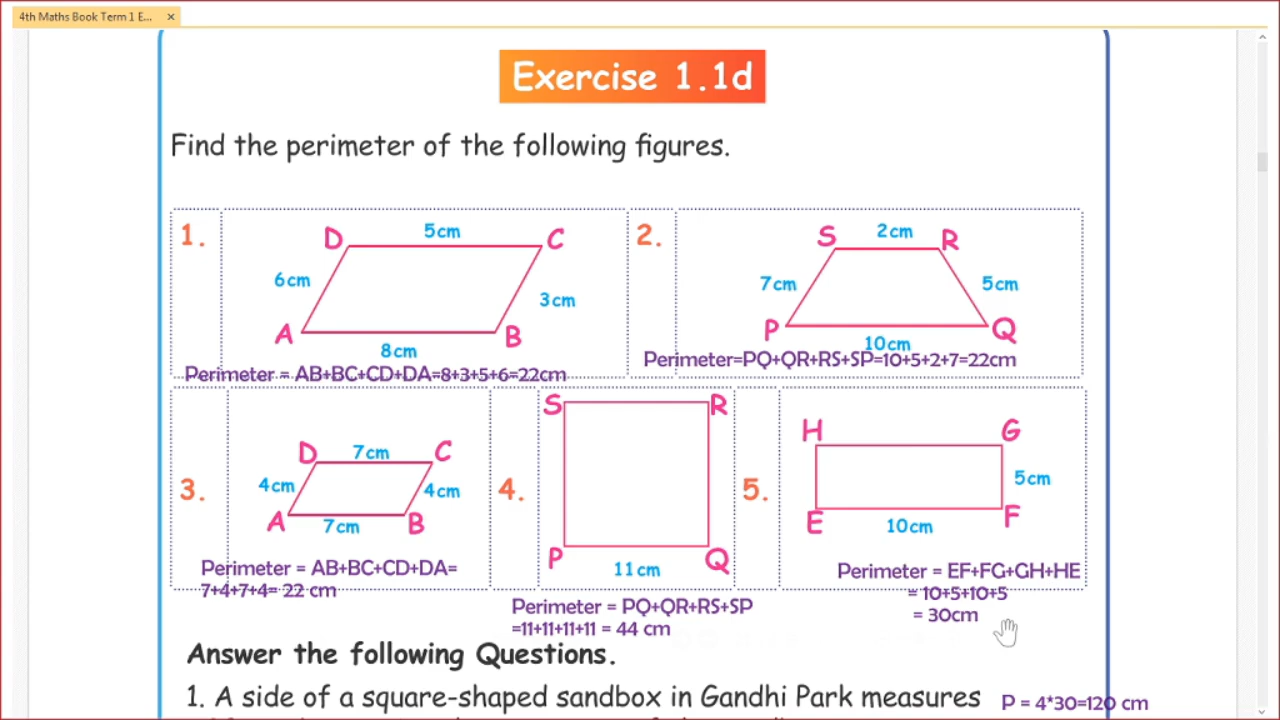 4th Maths Book Term 1 E...
Exercise 1.1d
Find the perimeter of the following figures.
1.
D
5cm
C
6cm
3cm
A
B
8cm
Perimeter = AB+BC+CD+DA=8+3+5+6=22cm
2.
S
2cm
R
7cm
5cm
P
Q
10cm
Perimeter=PQ+QR+RS+SP=10+5+2+7=22cm
3.
D
7cm
C
4cm
4cm
A
7cm
B
Perimeter = AB+BC+CD+DA=
7+4+7+4= 22 cm
4.
S
R
P
Q
11cm
Perimeter = PQ+QR+RS+SP
=11+11+11+11 = 44 cm
5.
H
G
5cm
E
F
10cm
Perimeter = EF+FG+GH+HE
= 10+5+10+5
= 30cm
Answer the following Questions.
1. A side of a square-shaped sandbox in Gandhi Park measures
P = 4*30=120 cm